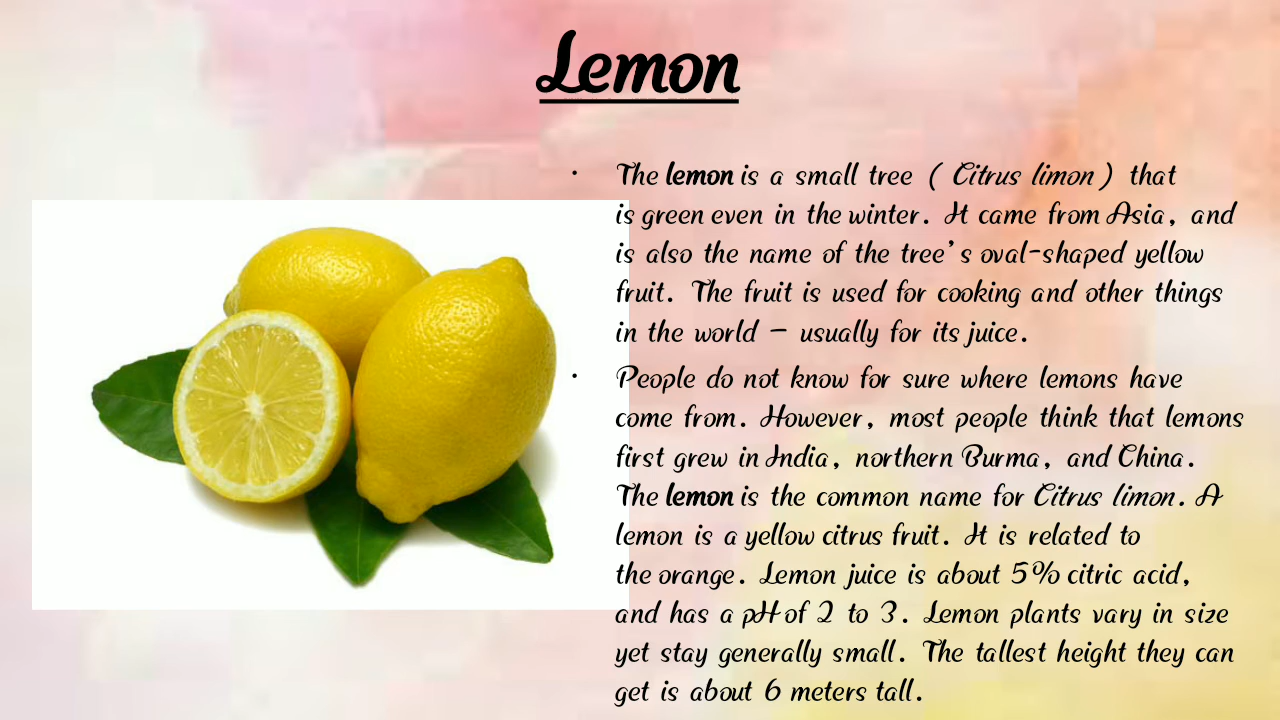 Lemon
• The lemon is a small tree ( Citrus limon ) that
is green even in the winter. It came from Asia, and
is also the name of the tree's oval-shaped yellow
fruit. The fruit is used for cooking and other things
in the world – usually for its juice.
• People do not know for sure where lemons have
come from. However, most people think that lemons
first grew in India, northern Burma, and China.
The lemon is the common name for Citrus limon. A
lemon is a yellow citrus fruit. It is related to
the orange. Lemon juice is about 5% citric acid,
and has a pH of 2 to 3. Lemon plants vary in size
yet stay generally small. The tallest height they can
get is about 6 meters tall.